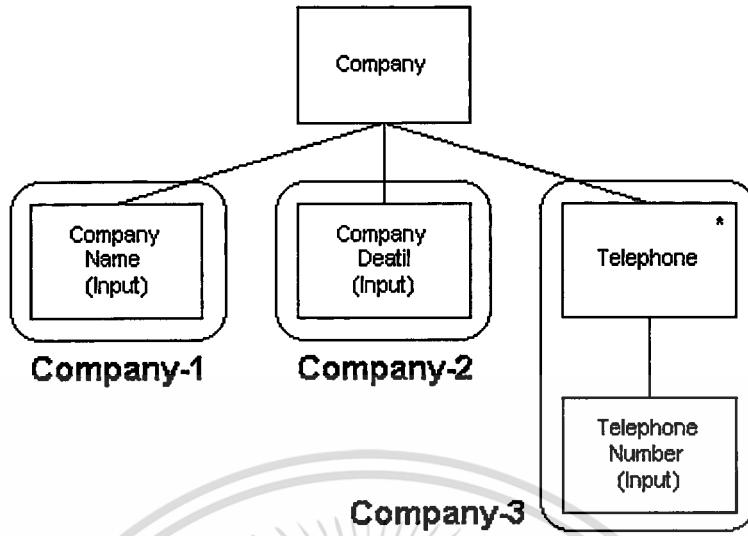 Company
Company
Name
(Input)
Company
Deatil
(Input)
*
Telephone
Company-1
Company-2
Telephone
Number
(Input)
Company-3